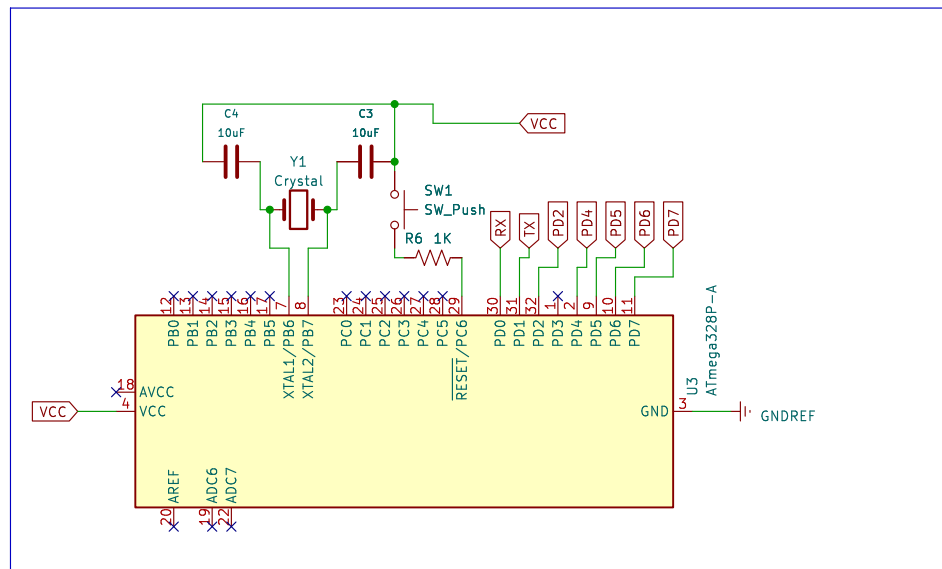 C4
10uF
C3
10uF
VCC
Y1
Crystal
SW1
SW_Push
R6 1K
RX
TX
PD2
PD4
PD5
PD6
PD7
12
13
14
15
16
17
7
8
23
24
25
26
27
28
29
30
31
32
1
2
9
10
11
PB0
PB1
PB2
PB3
PB4
PB5
XTAL1/PB6
XTAL2/PB7
PC0
PC1
PC2
PC3
PC4
PC5
RESET/PC6
PD0
PD1
PD2
PD3
PD4
PD5
PD6
PD7
U3
ATmega328P-A
18
AVCC
VCC
4
VCC
GND
3
GNDREF
AREF
ADC6
ADC7
20
19
22